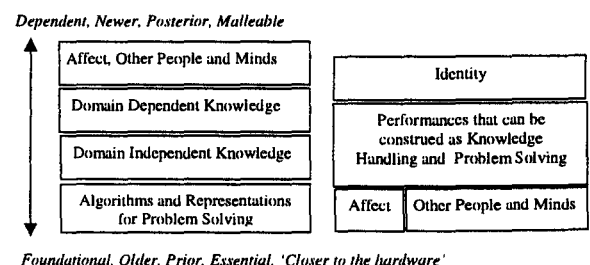 Dependent, Newer, Posterior, Malleable
Affect, Other People and Minds
Domain Dependent Knowledge
Domain Independent Knowledge
Algorithms and Representations
for Problem Solving
Identity
Performances that can be
construed as Knowledge
Handling and Problem Solving
Affect
Other People and Minds
Foundational, Older, Prior, Essential, 'Closer to the hardware'